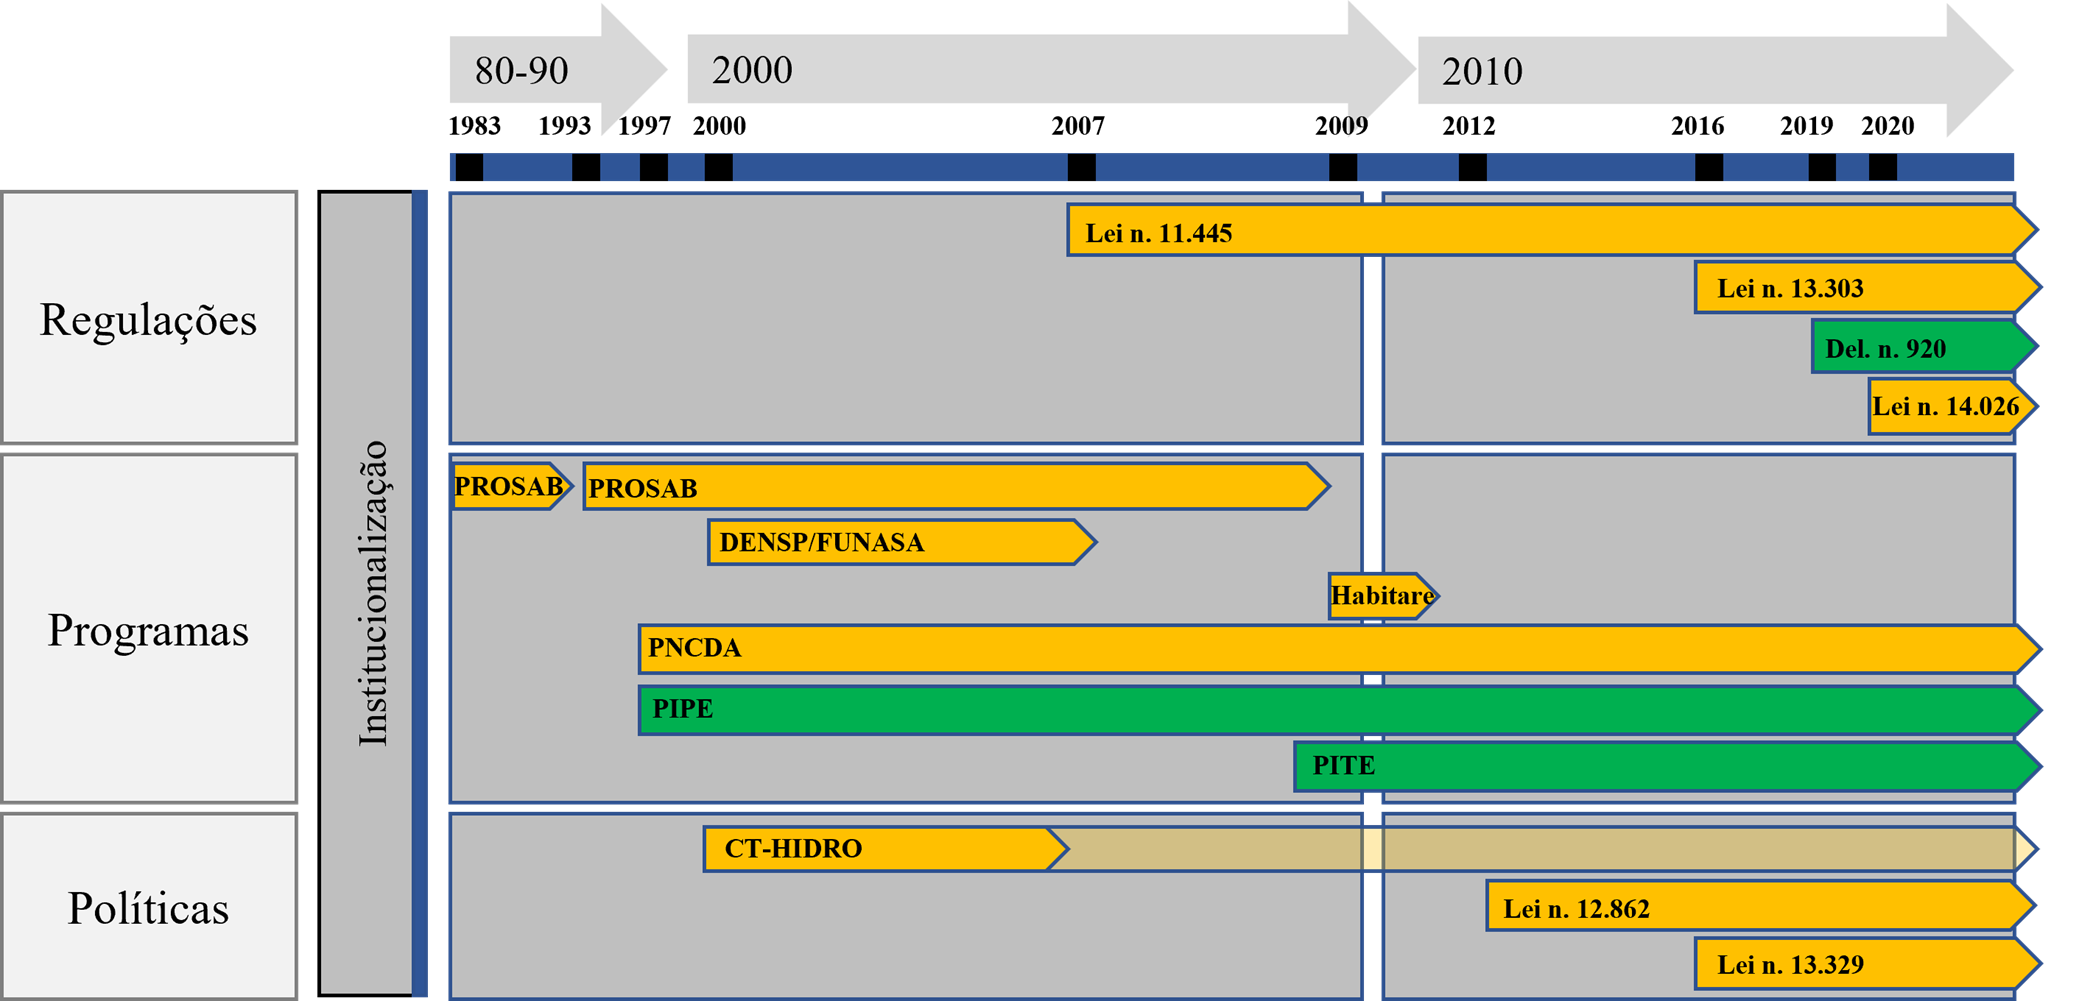 80-90
2000
2010
1983
1993
1997
2000
2007
2009
2012
2016
2019
2020
Regulações
Institucionalização
Lei n. 11.445
Lei n. 13.303
Del. n. 920
Lei n. 14.026
Programas
PROSAB
PROSAB
DENSP/FUNASA
Habitare
PNCDA
PIPE
PITE
Políticas
CT-HIDRO
Lei n. 12.862
Lei n. 13.329